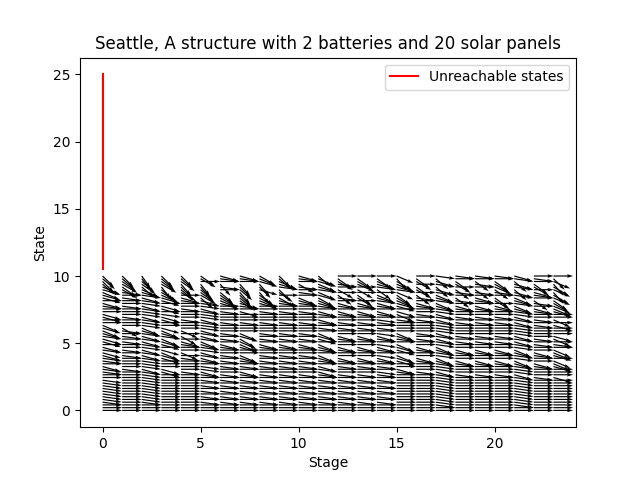 Seattle, A structure with 2 batteries and 20 solar panels
Unreachable states
25
20
15
10
5
0
State
0 5 10 15 20
Stage